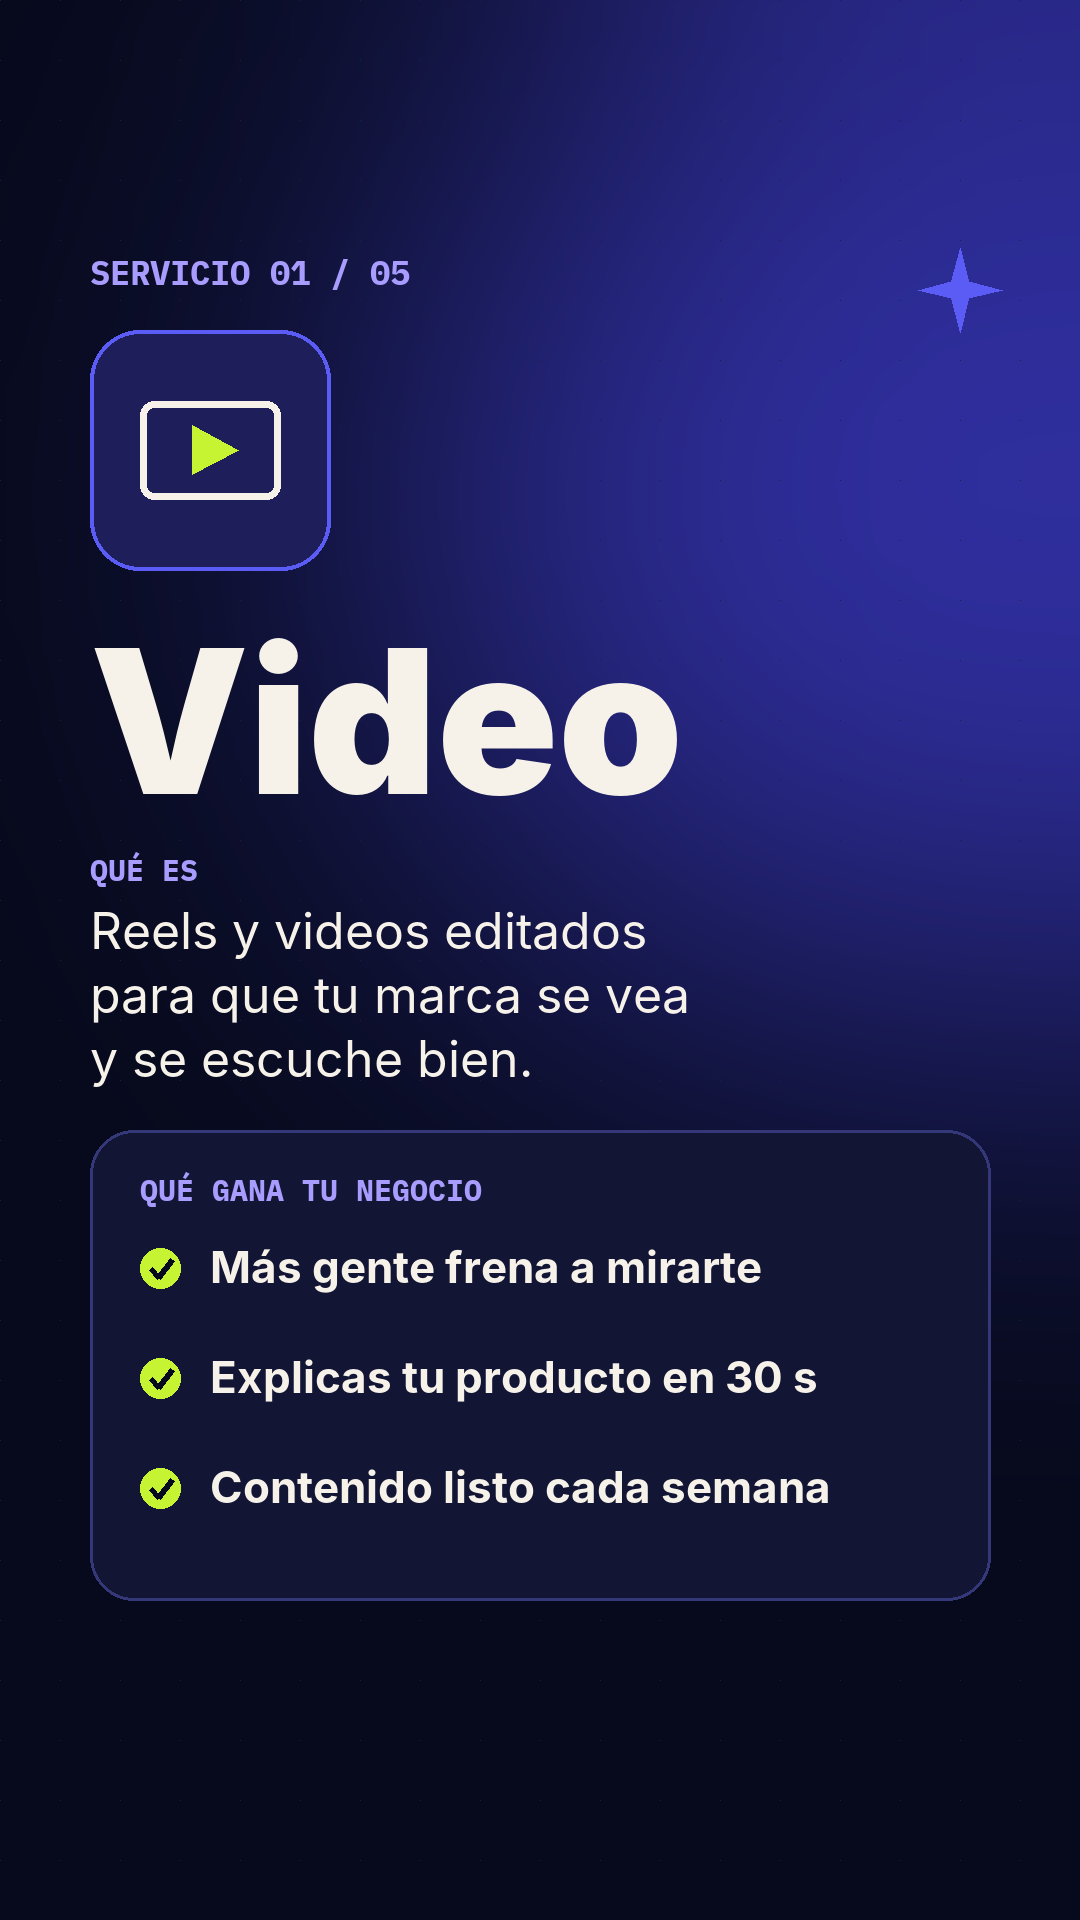 SERVICIO 01 / 05
Video
QUÉ ES
Reels y videos editados
para que tu marca se vea
y se escuche bien.
QUÉ GANA TU NEGOCIO
Más gente frena a mirarte
Explicas tu producto en 30 s
Contenido listo cada semana